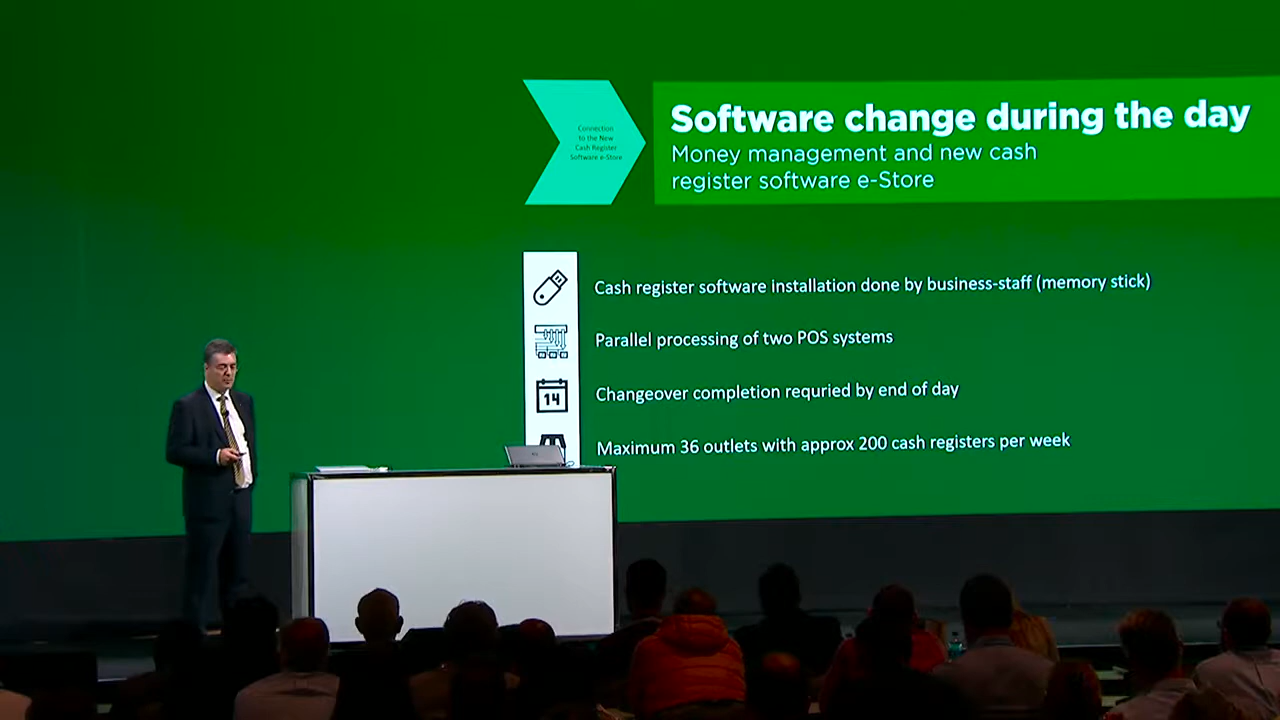 Connection
to the New
Cash Register
Software e-Store
Software change during the day
Money management and new cash
register software e-Store
Cash register software installation done by business-staff (memory stick)
Parallel processing of two POS systems
14
Changeover completion requried by end of day
Maximum 36 outlets with approx 200 cash registers per week